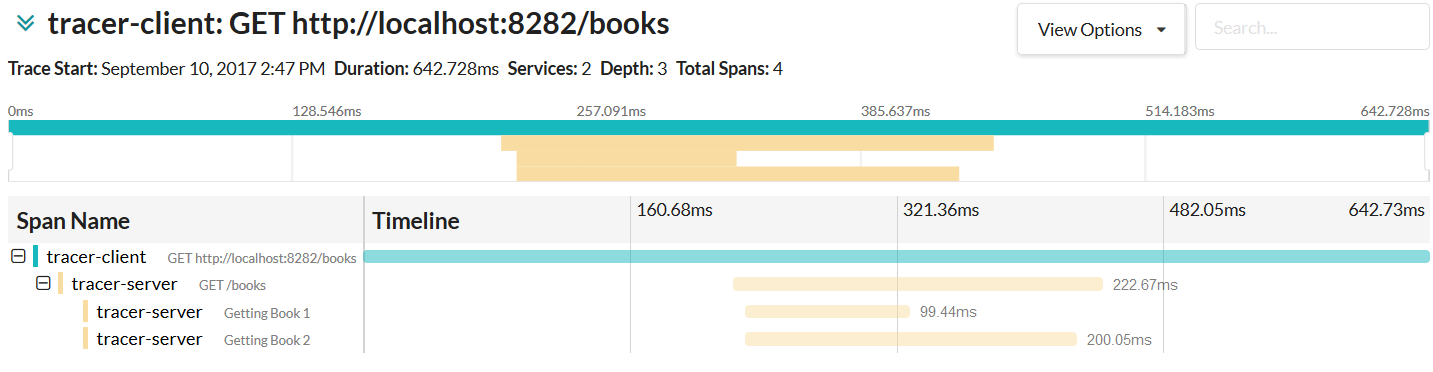 tracer-client: GET http://localhost:8282/books
View Options
Search...
Trace Start: September 10, 2017 2:47 PM Duration: 642.728ms Services: 2 Depth: 3 Total Spans: 4
0ms 128.546ms 257.091ms 385.637ms 514.183ms 642.728ms
Span Name Timeline 160.68ms 321.36ms 482.05ms 642.73ms
tracer-client GET http://localhost:8282/books
tracer-server GET /books 222.67ms
tracer-server Getting Book 1 99.44ms
tracer-server Getting Book 2 200.05ms